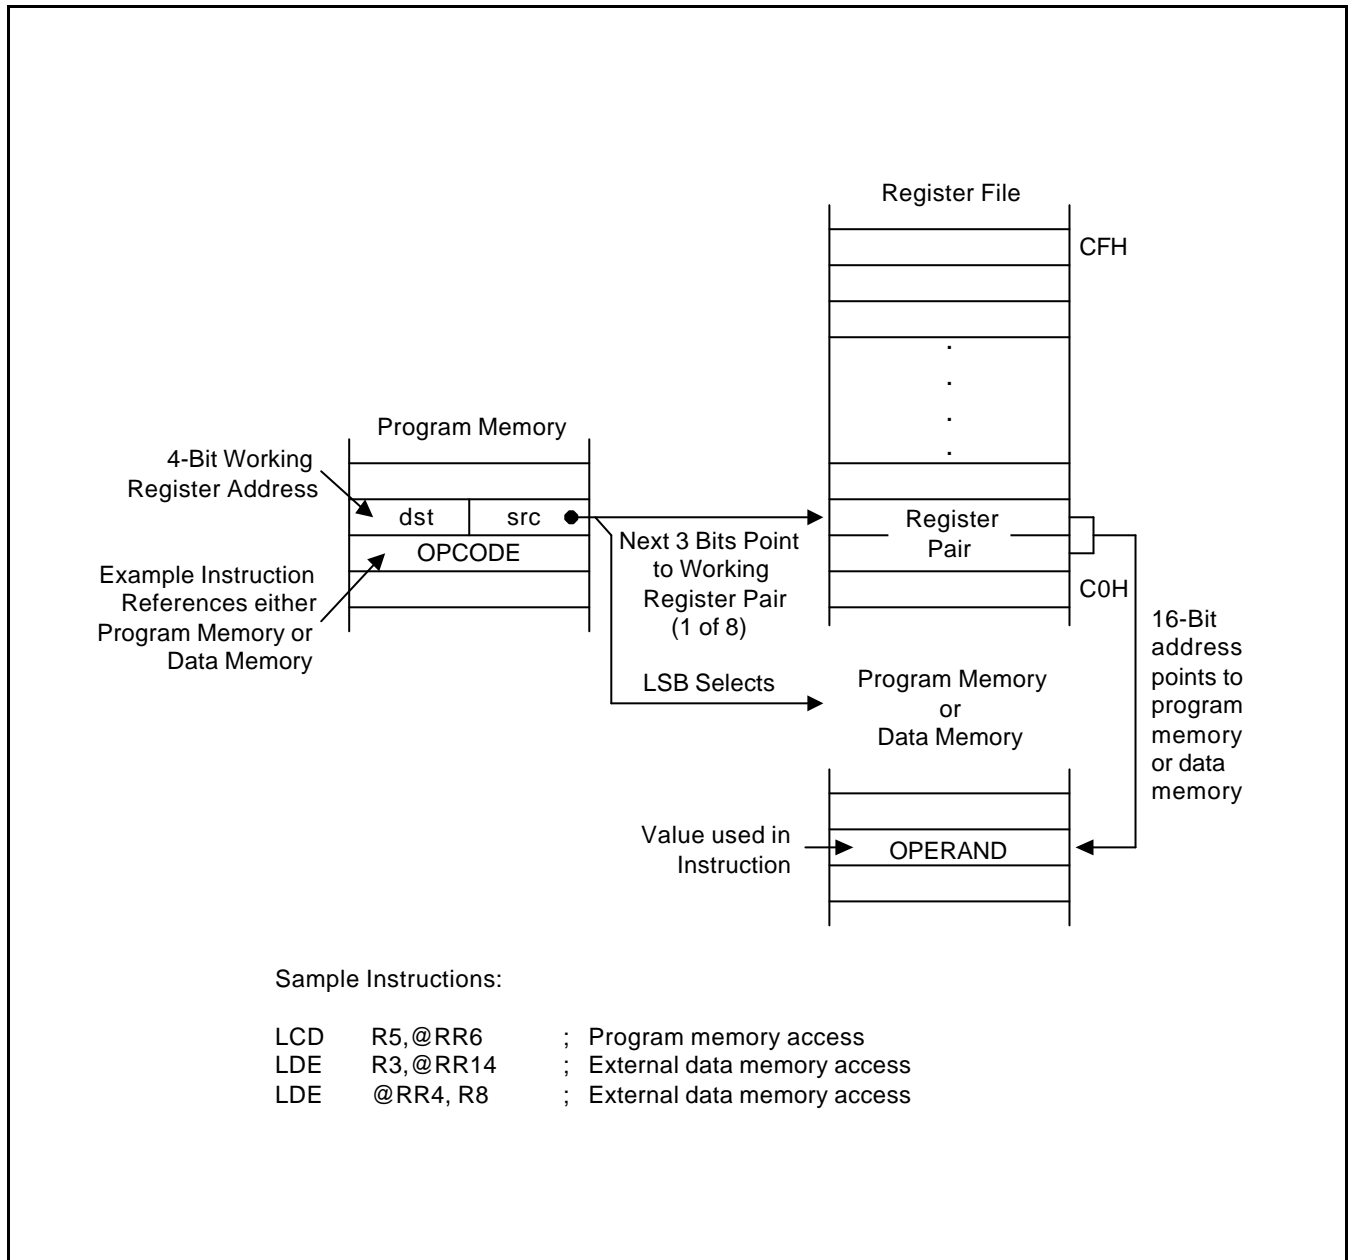 Register File
CFH
.
.
.
.
Program Memory
4-Bit Working
Register Address
dst src
OPCODE
Example Instruction
References either
Program Memory or
Data Memory
Next 3 Bits Point
to Working
Register Pair
(1 of 8)
Register
Pair
C0H
LSB Selects
Program Memory
or
Data Memory
16-Bit
address
points to
program
memory
or data
memory
Value used in
Instruction
OPERAND
Sample Instructions:
LCD R5,@RR6 ; Program memory access
LDE R3,@RR14 ; External data memory access
LDE @RR4, R8 ; External data memory access